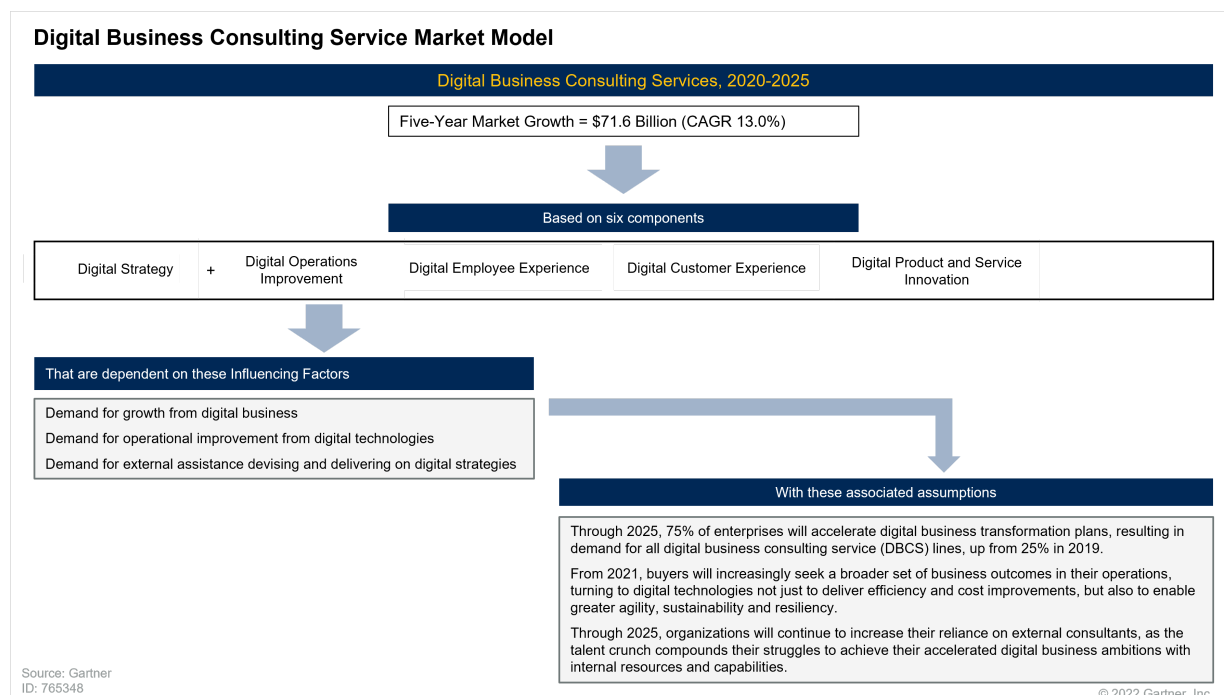 Digital Business Consulting Service Market Model
Digital Business Consulting Services, 2020-2025
Five-Year Market Growth = $71.6 Billion (CAGR 13.0%)
Based on six components
Digital Strategy
+
Digital Operations
Improvement
Digital Employee Experience
Digital Customer Experience
Digital Product and Service
Innovation
That are dependent on these Influencing Factors
Demand for growth from digital business
Demand for operational improvement from digital technologies
Demand for external assistance devising and delivering on digital strategies
With these associated assumptions
Through 2025, 75% of enterprises will accelerate digital business transformation plans, resulting in
demand for all digital business consulting service (DBCS) lines, up from 25% in 2019.
From 2021, buyers will increasingly seek a broader set of business outcomes in their operations,
turning to digital technologies not just to deliver efficiency and cost improvements, but also to enable
greater agility, sustainability and resiliency.
Through 2025, organizations will continue to increase their reliance on external consultants, as the
talent crunch compounds their struggles to achieve their accelerated digital business ambitions with
internal resources and capabilities.
Source: Gartner
ID: 765348
© 2022 Gartner, Inc